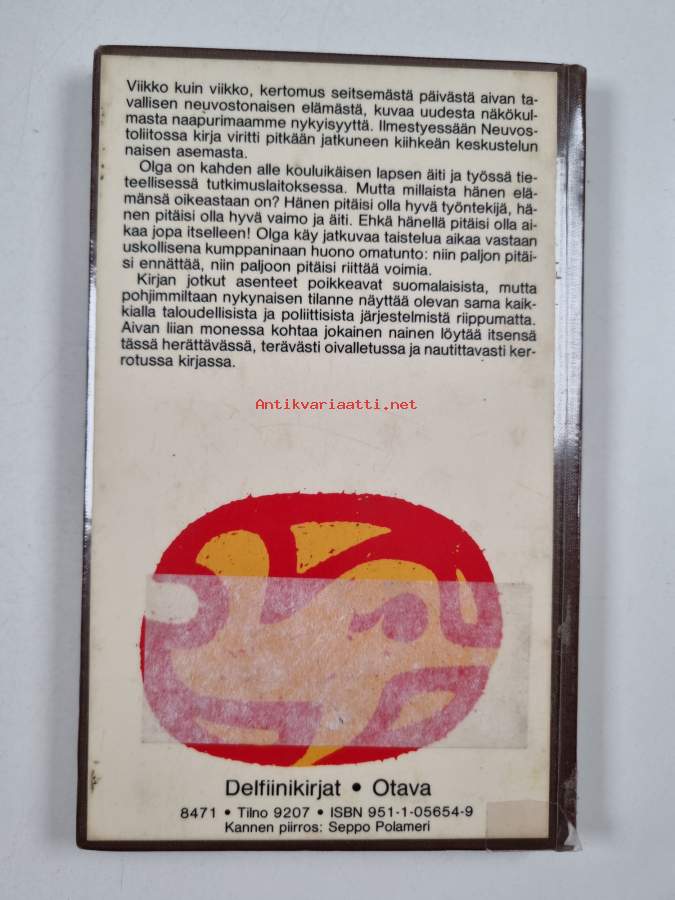 Viikko kuin viikko, kertomus seitsemästä päivästä aivan ta-
vallisen neuvostonaisen elämästä, kuvaa uudesta näkökul-
masta naapurimaamme nykyisyyttä. Ilmestyessään Neuvos-
toliitossa kirja viritti pitkään jatkuneen kiihkeän keskustelun
naisen asemasta.
Olga on kahden alle kouluikäisen lapsen äiti ja työssä tie-
teellisessä tutkimuslaitoksessa. Mutta millaista hänen elä-
mänsä oikeastaan on? Hänen pitäisi olla hyvä työntekijä, hä-
nen pitäisi olla hyvä vaimo ja äiti. Ehkä hänellä pitäisi olla ai-
kaa jopa itselleen! Olga käy jatkuvaa taistelua aikaa vastaan
uskollisena kumppaninaan huono omatunto: niin paljon pitäi-
si ennättää, niin paljoon pitäisi riittää voimia.
Kirjan jotkut asenteet poikkeavat suomalaisista, mutta
pohjimmiltaan nykynaisen tilanne näyttää olevan sama kaik-
kialla taloudellisista ja poliittisista järjestelmistä riippumatta.
Aivan liian monessa kohtaa jokainen nainen löytää itsensä
tässä herättävässä, terävästi oivalletussa ja nautittavasti ker-
rotussa kirjassa.
Antikvariaatti.net
Delfiinikirjat • Otava
8471 • Tilno 9207 • ISBN 951-1-05654-9
Kannen piirros: Seppo Polameri